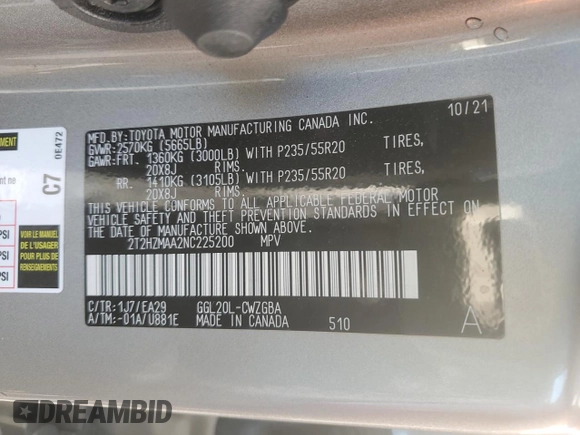 10/21
MFD.BY:TOYOTA MOTOR MANUFACTURING CANADA INC.
GVWR:2570KG (5665LB)
GAWR:FRT. 1360KG (3000LB) WITH P235/55R20 TIRES,
20X8J RIMS.
RR. 1410KG (3105LB) WITH P235/55R20 TIRES,
20X8J RIMS.
THIS VEHICLE CONFORMS TO ALL APPLICABLE FEDERAL MOTOR
VEHICLE SAFETY AND THEFT PREVENTION STANDARDS IN EFFECT ON
THE DATE OF MANUFACTURE SHOWN ABOVE.
2T2HZMAA2NC225200 MPV
C/TR:1J7/EA29 GGL20L-CWZGBA
A/TM:-01A/U881E MADE IN CANADA 510 A
0E472
C7
PSI
PSI
VOIR LE MANUEL
DE L'USAGER
POUR PLUS DE
DREAMBID